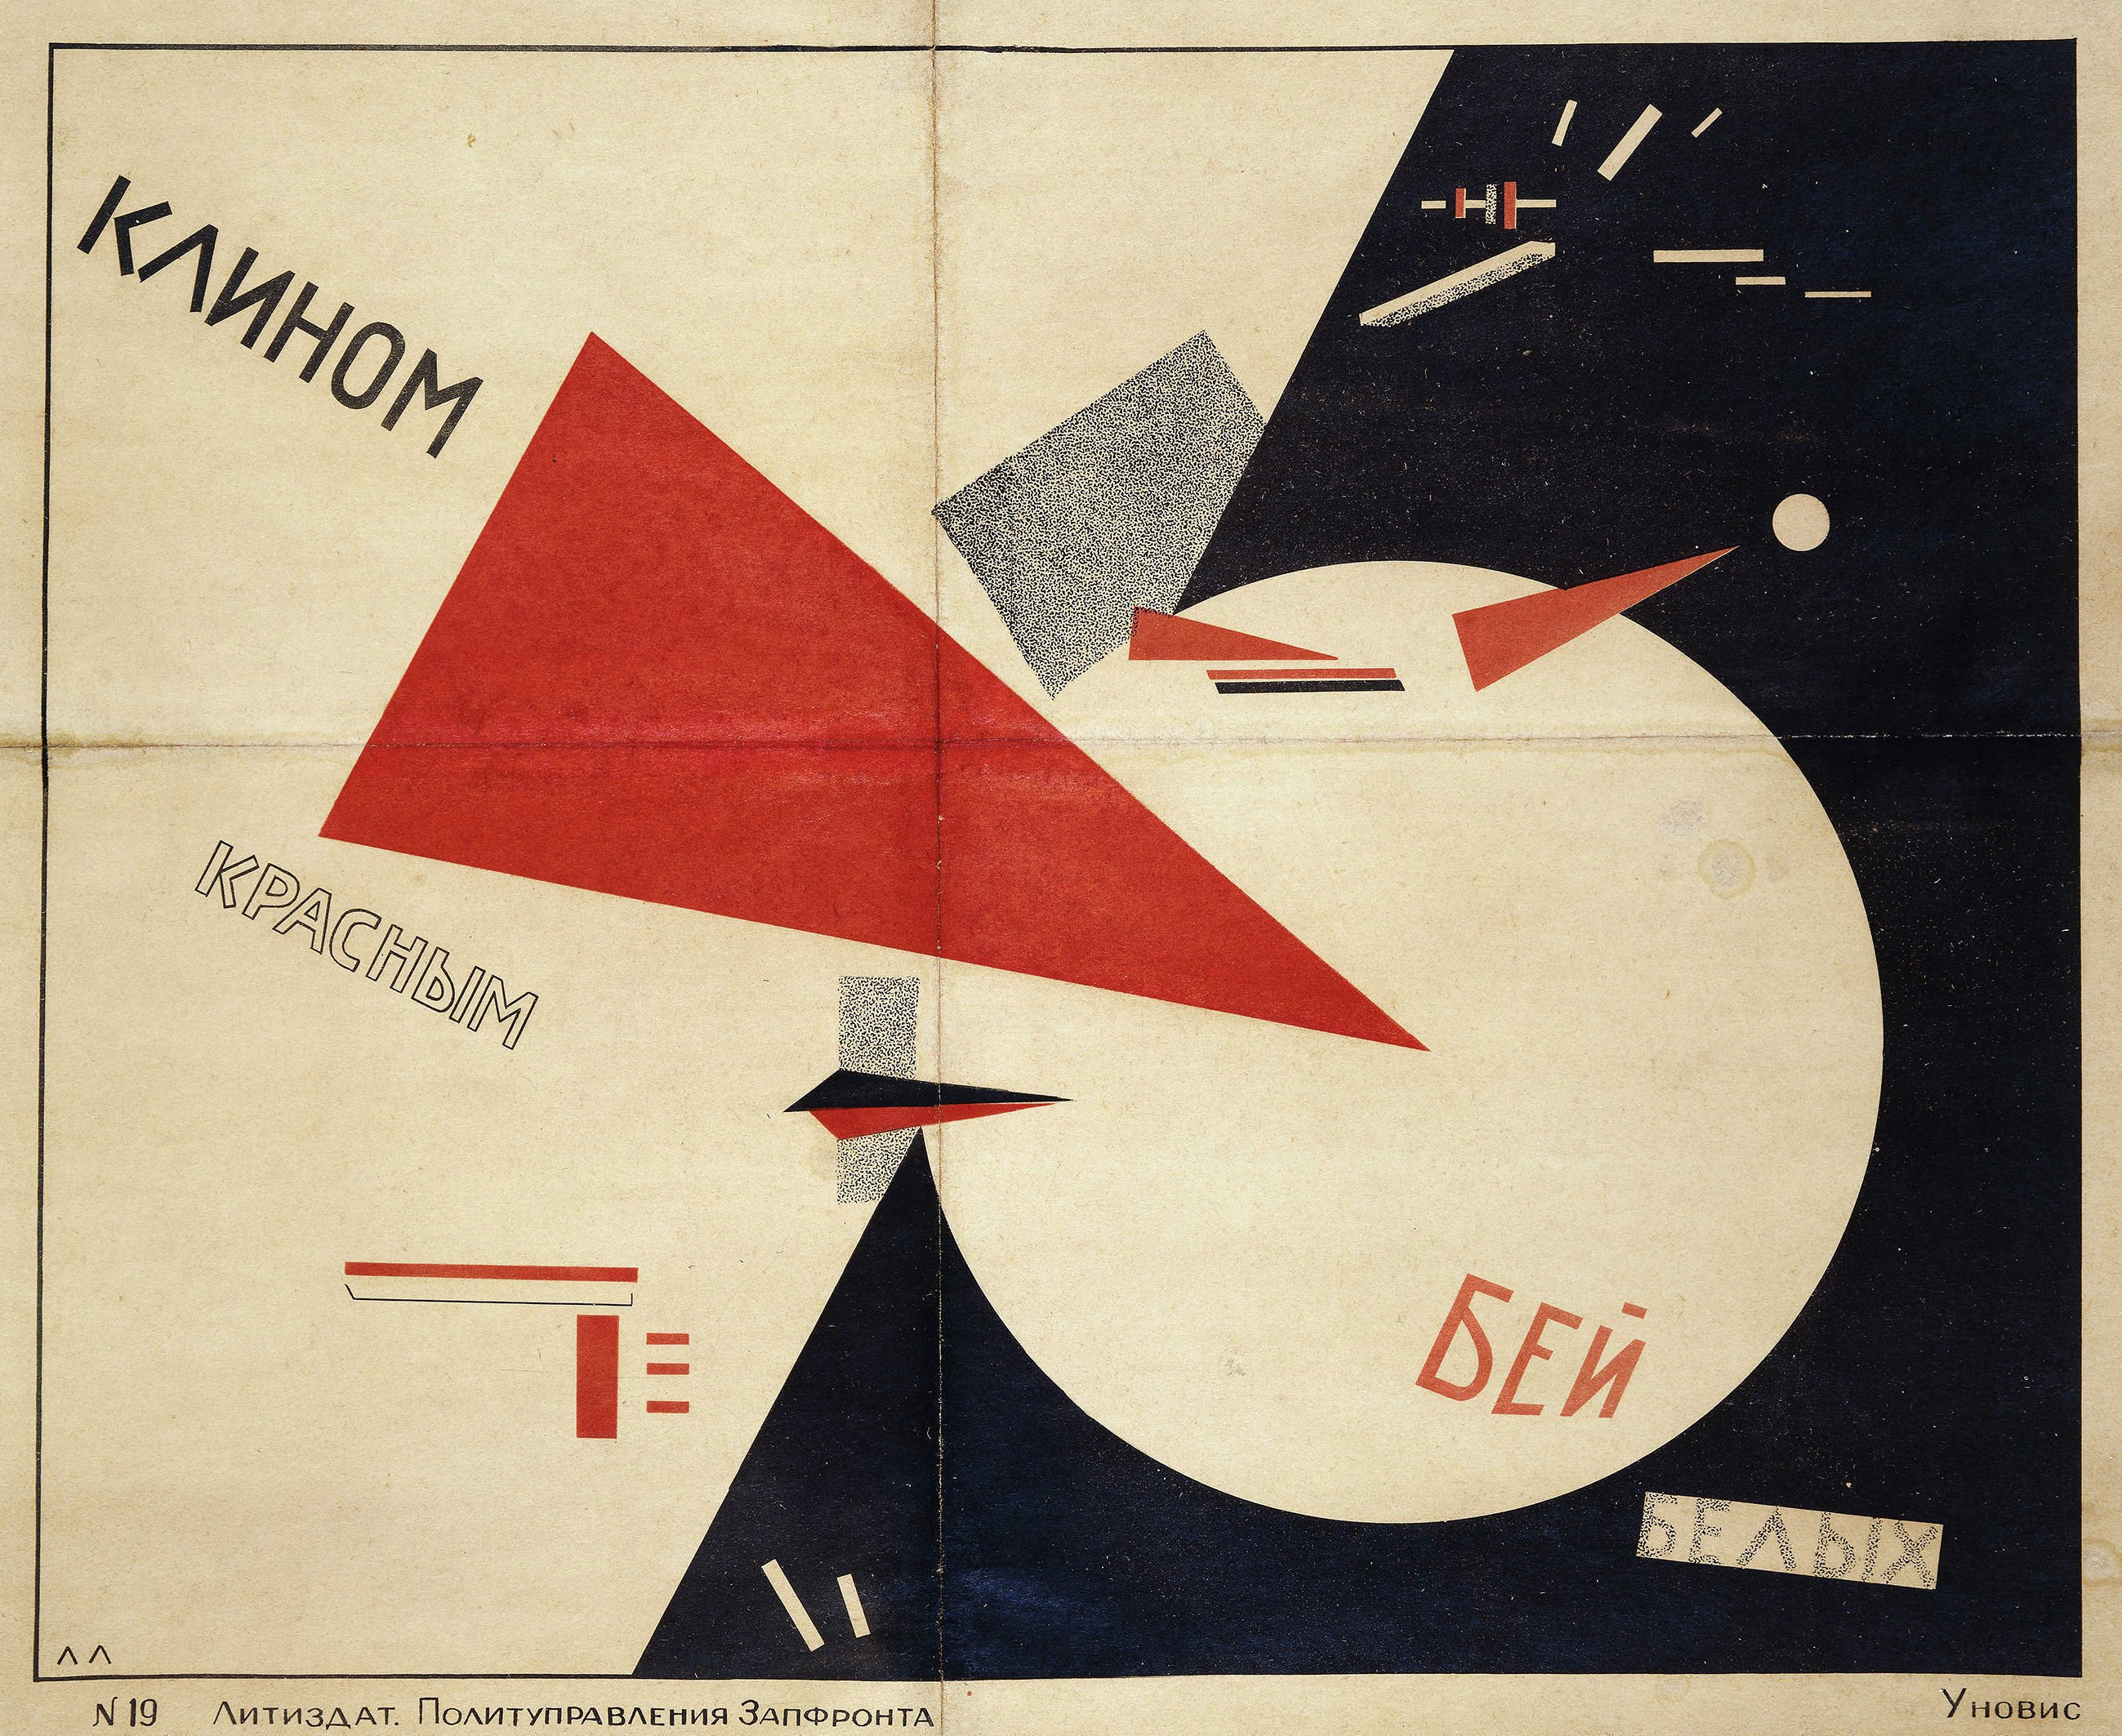 КЛИНОМ
КРАСНЫМ
БЕЙ
БЕЛЫХ
ЛЛ
N 19 Литиздат. Политуправления Запфронта
Уновис